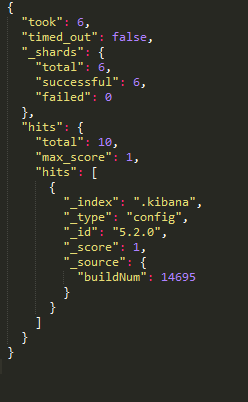 {
  "took": 6,
  "timed_out": false,
  "_shards": {
    "total": 6,
    "successful": 6,
    "failed": 0
  },
  "hits": {
    "total": 10,
    "max_score": 1,
    "hits": [
      {
        "_index": ".kibana",
        "_type": "config",
        "_id": "5.2.0",
        "_score": 1,
        "_source": {
          "buildNum": 14695
        }
      }
    ]
  }
}